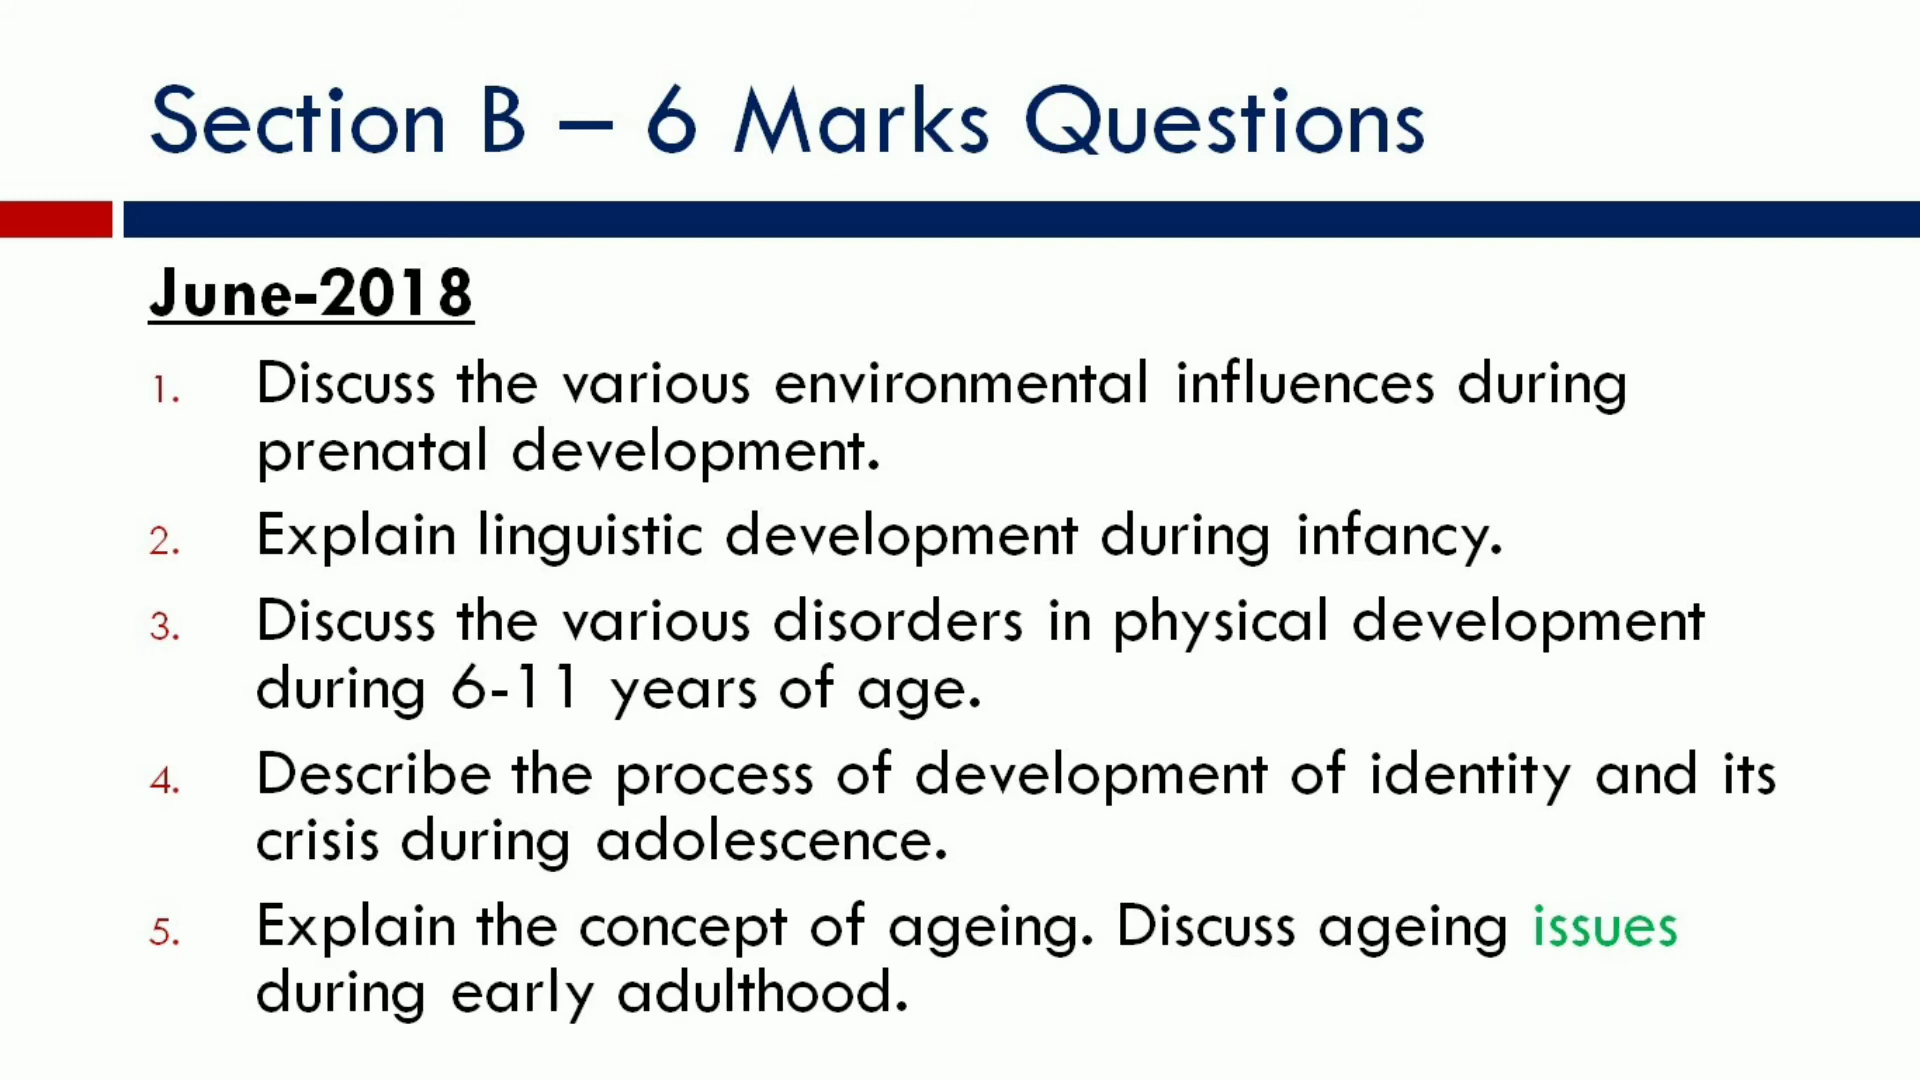 Section B – 6 Marks Questions
June-2018
1. Discuss the various environmental influences during
prenatal development.
2. Explain linguistic development during infancy.
3. Discuss the various disorders in physical development
during 6-11 years of age.
4. Describe the process of development of identity and its
crisis during adolescence.
5. Explain the concept of ageing. Discuss ageing issues
during early adulthood.